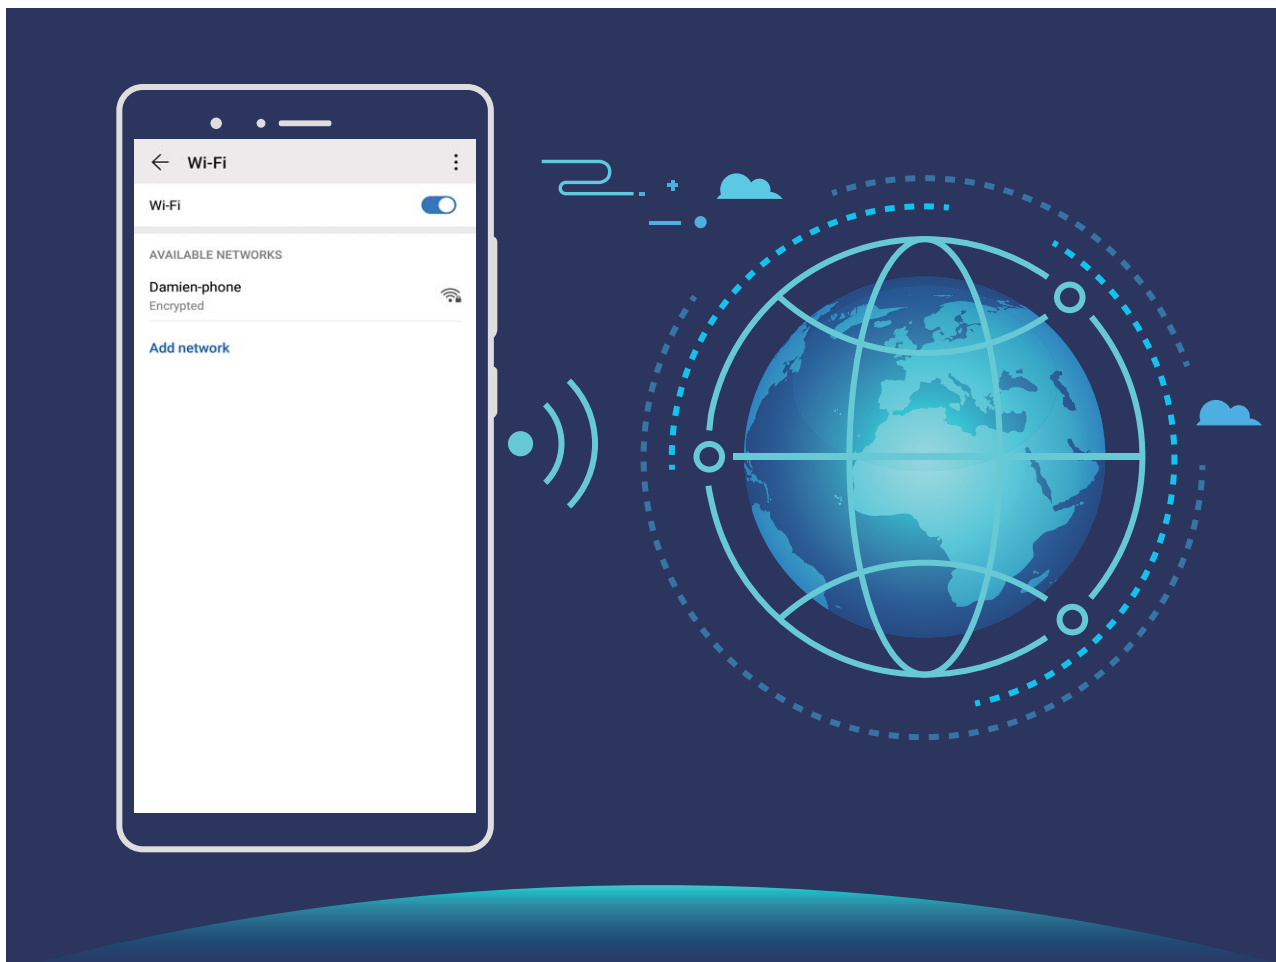 Wi-Fi
Wi-Fi
AVAILABLE NETWORKS
Damien-phone
Encrypted
Add network